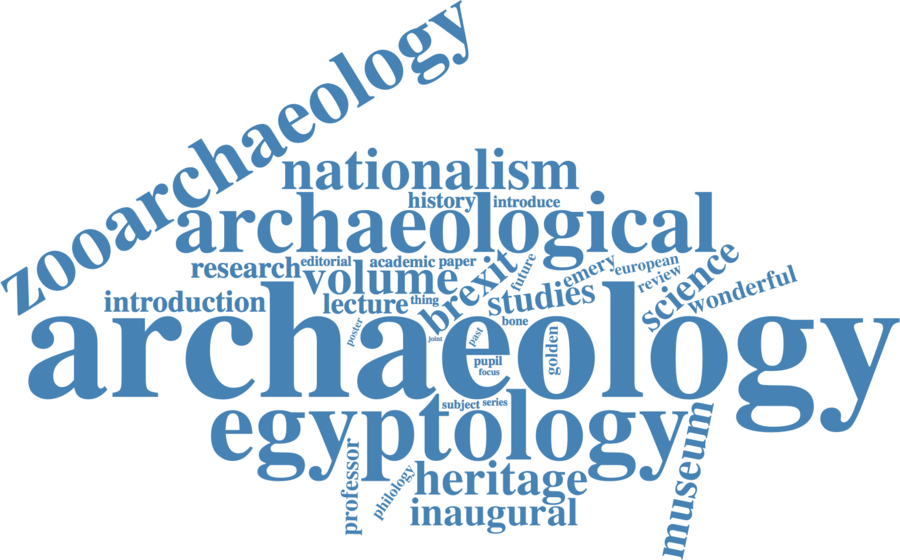 zooarchaeology
nationalism
history introduce
archaeological
research editorial academic paper
volume
brexit
future
emery
european
review
science
wonderful
introduction
lecture thing
studies
bone
poster
joint
past
golden
pupil
focus
archaeology
subject series
egyptology
museum
professor
philology
heritage
inaugural